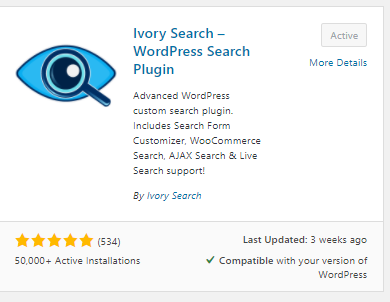 Ivory Search –
WordPress Search
Plugin
Active
More Details
Advanced WordPress
custom search plugin.
Includes Search Form
Customizer, WooCommerce
Search, AJAX Search & Live
Search support!
By Ivory Search
(534)
Last Updated: 3 weeks ago
50,000+ Active Installations
Compatible with your version of
WordPress